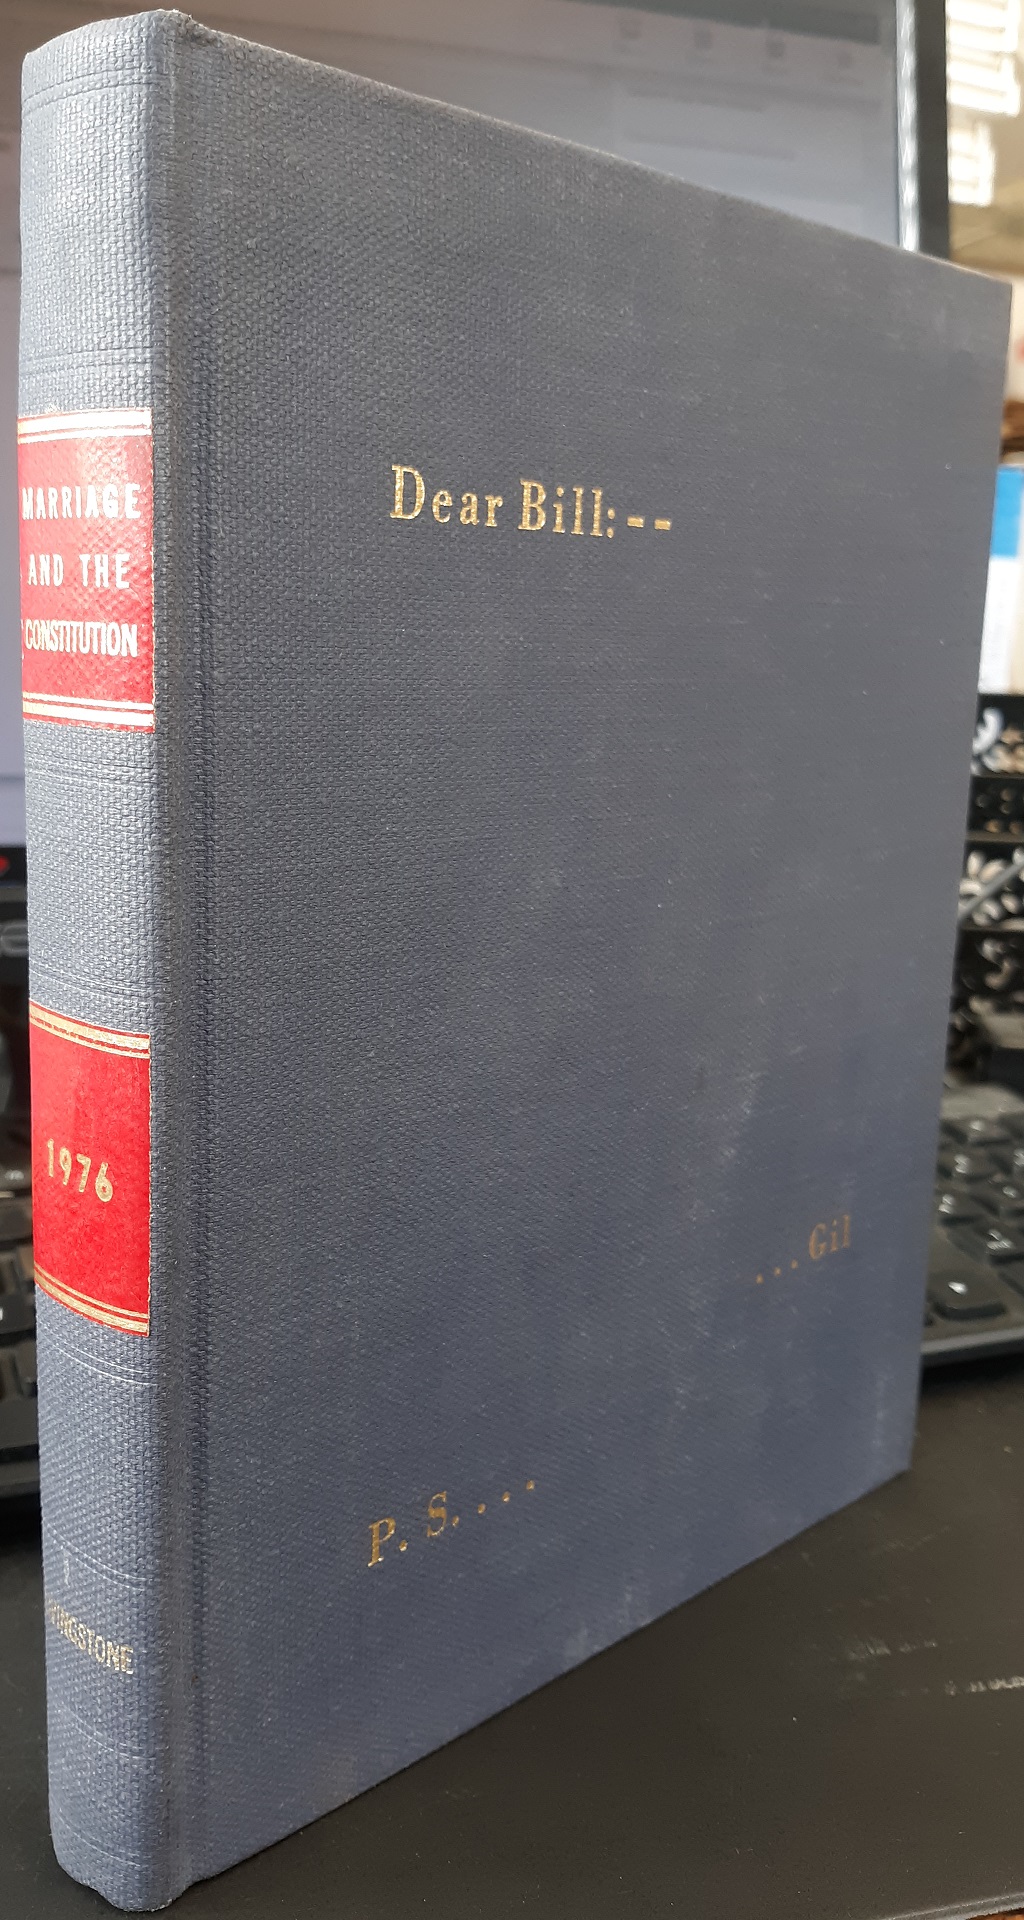 MARRIAGE
AND THE
CONSTITUTION
1976
Dear Bill:--
...Gil
P. S. ....